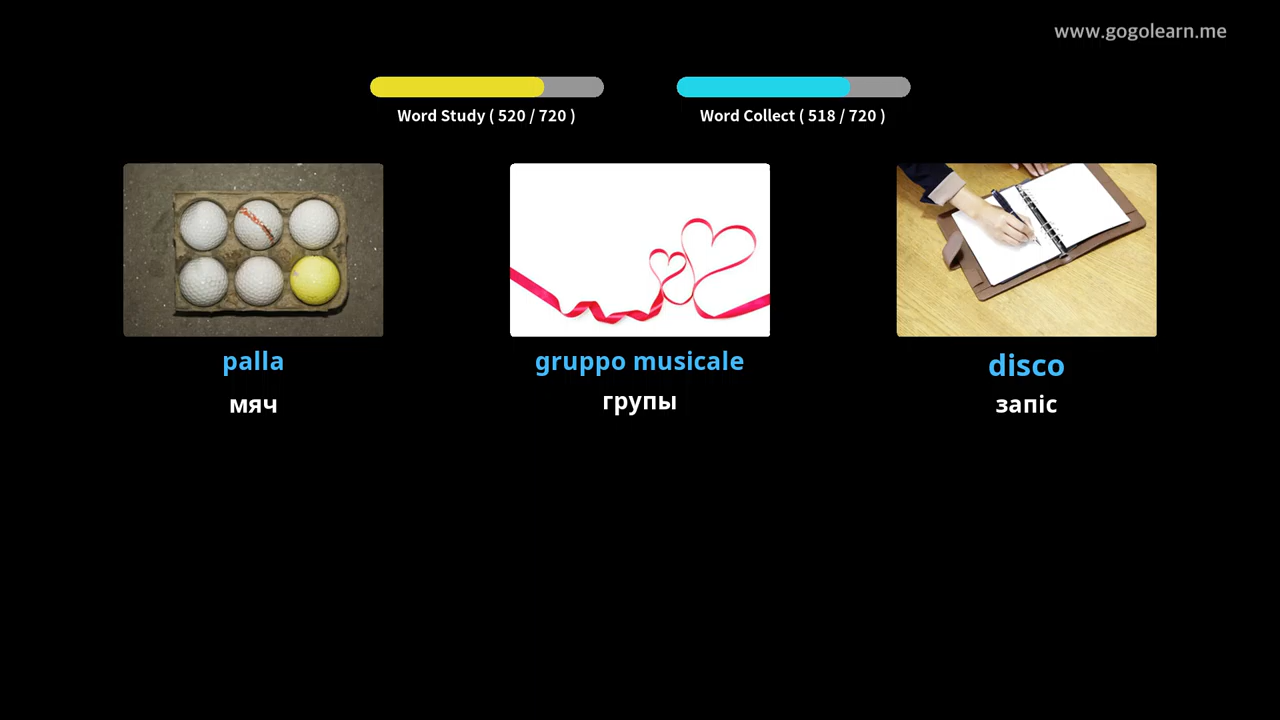 www.gogolearn.me
Word Study ( 520 / 720 )
Word Collect ( 518 / 720 )
palla
gruppo musicale
disco
мяч
групы
запіс